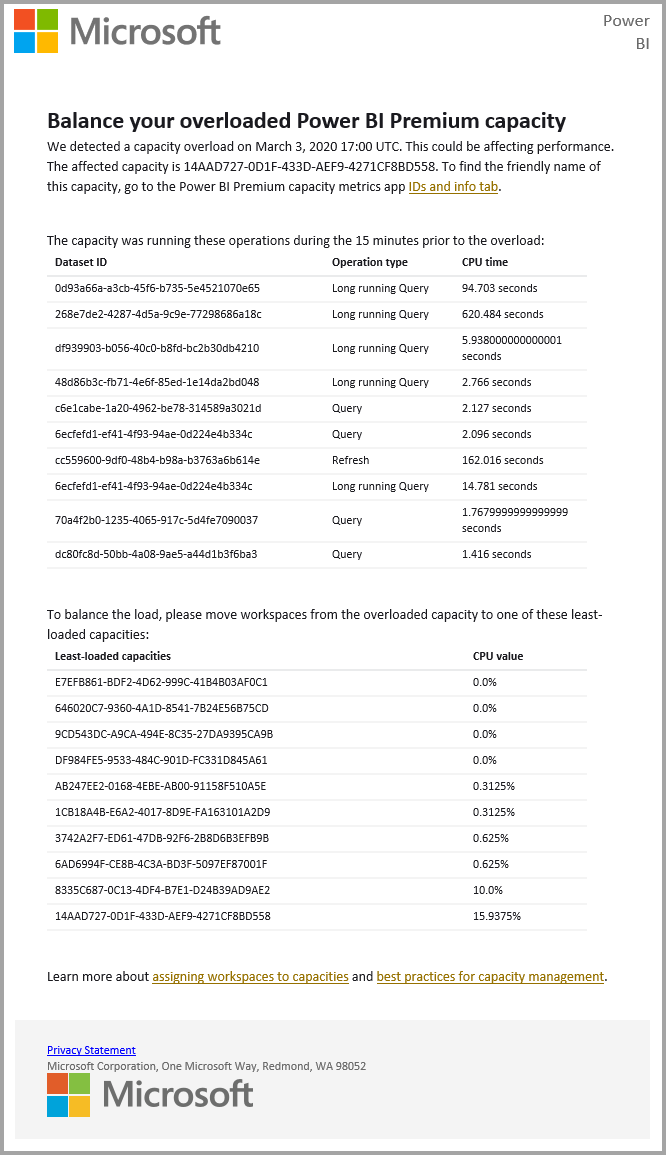 Microsoft
Power
BI
Balance your overloaded Power BI Premium capacity
We detected a capacity overload on March 3, 2020 17:00 UTC. This could be affecting performance.
The affected capacity is 14AAD727-0D1F-433D-AEF9-4271CF8BD558. To find the friendly name of
this capacity, go to the Power BI Premium capacity metrics app IDs and info tab.
The capacity was running these operations during the 15 minutes prior to the overload:
Dataset ID Operation type CPU time
0d93a66a-a3cb-45f6-b735-5e4521070e65 Long running Query 94.703 seconds
268e7de2-4287-4d5a-9c9e-77298686a18c Long running Query 620.484 seconds
df939903-b056-40c0-b8fd-bc2b30db4210 Long running Query 5.938000000000001
seconds
48d86b3c-fb71-4e6f-85ed-1e14da2bd048 Long running Query 2.766 seconds
c6e1cabe-1a20-4962-be78-314589a3021d Query 2.127 seconds
6ecfefd1-ef41-4f93-94ae-0d224e4b334c Query 2.096 seconds
cc559600-9df0-48b4-b98a-b3763a6b614e Refresh 162.016 seconds
6ecfefd1-ef41-4f93-94ae-0d224e4b334c Long running Query 14.781 seconds
70a4f2b0-1235-4065-917c-5d4fe7090037 Query 1.7679999999999999
seconds
dc80fc8d-50bb-4a08-9ae5-a44d1b3f6ba3 Query 1.416 seconds
To balance the load, please move workspaces from the overloaded capacity to one of these least-
loaded capacities:
Least-loaded capacities CPU value
E7EFB861-BDF2-4D62-999C-41B4B03AF0C1 0.0%
646020C7-9360-4A1D-8541-7B24E56B75CD 0.0%
9CD543DC-A9CA-494E-8C35-27DA9395CA9B 0.0%
DF984FE5-9533-484C-901D-FC331D845A61 0.0%
AB247EE2-0168-4EBE-AB00-91158F510A5E 0.3125%
1CB18A4B-E6A2-4017-8D9E-FA163101A2D9 0.3125%
3742A2F7-ED61-47DB-92F6-2B8D6B3EFB9B 0.625%
6AD6994F-CE8B-4C3A-BD3F-5097EF87001F 0.625%
8335C687-0C13-4DF4-B7E1-D24B39AD9AE2 10.0%
14AAD727-0D1F-433D-AEF9-4271CF8BD558 15.9375%
Learn more about assigning workspaces to capacities and best practices for capacity management.
Privacy Statement
Microsoft Corporation, One Microsoft Way, Redmond, WA 98052
Microsoft